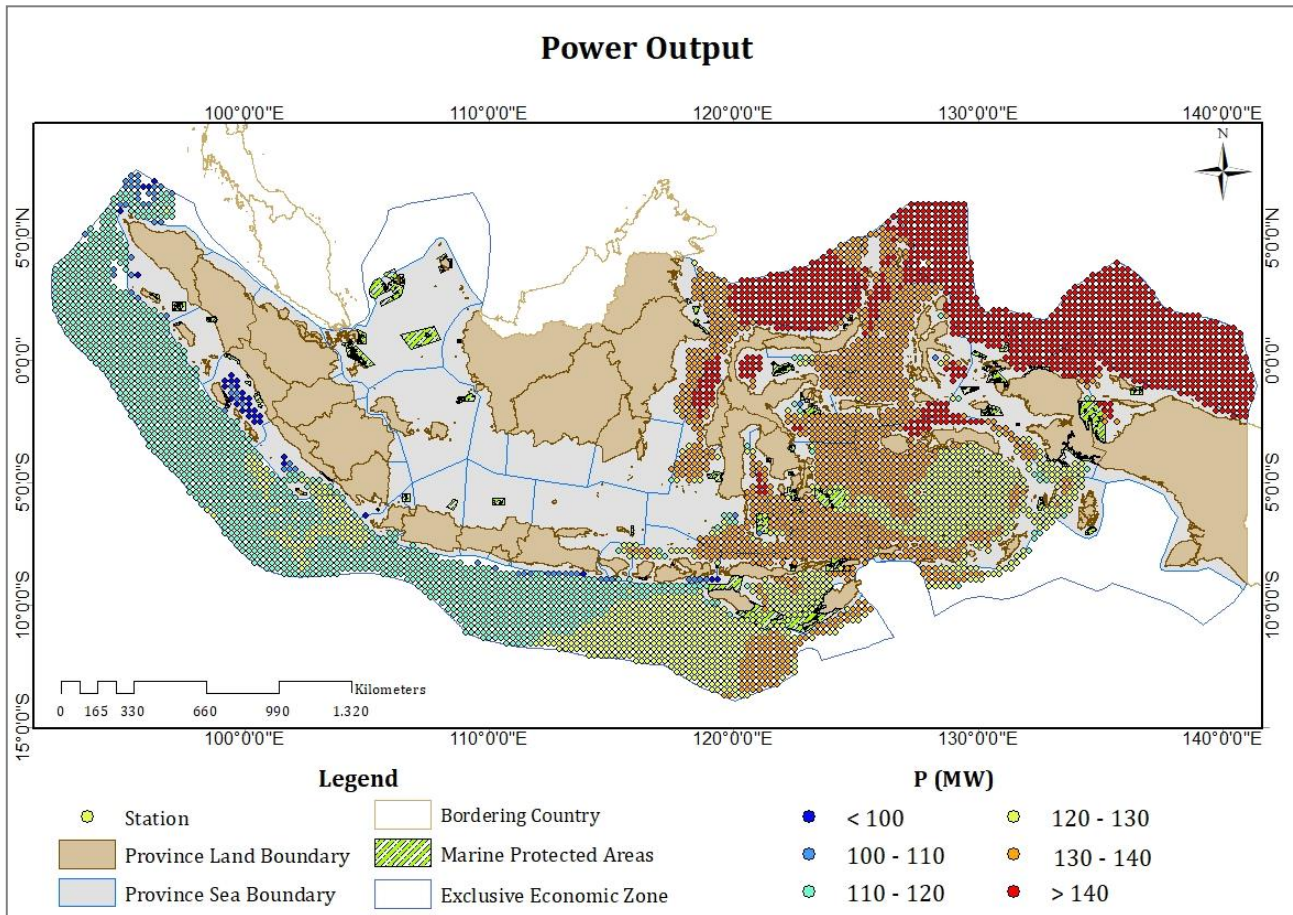 Power Output
100°0'0"E 110°0'0"E 120°0'0"E 130°0'0"E 140°0'0"E
N
5°0'0"N 5°0'0"N
0°0'0" 0°0'0"
5°0'0"S 5°0'0"S
10°0'0"S 10°0'0"S
15°0'0"S
Kilometers
0 165 330 660 990 1.320
100°0'0"E 110°0'0"E 120°0'0"E 130°0'0"E 140°0'0"E
Legend
Station
Province Land Boundary
Province Sea Boundary
Bordering Country
Marine Protected Areas
Exclusive Economic Zone
P (MW)
< 100
100 - 110
110 - 120
120 - 130
130 - 140
> 140